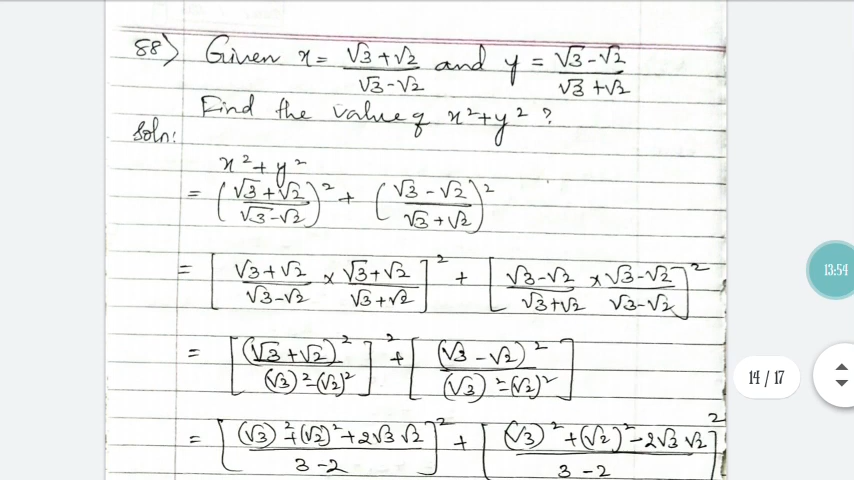 88) Given x = (√3+√2)/(√3-√2) and y = (√3-√2)/(√3+√2)
Find the value of x²+y² ?
Soln:
x²+y²
= ((√3+√2)/(√3-√2))² + ((√3-√2)/(√3+√2))²
= [(√3+√2)/(√3-√2) × (√3+√2)/(√3+√2)]² + [(√3-√2)/(√3+√2) × (√3-√2)/(√3-√2)]²
= [(√3+√2)²/((√3)²-(√2)²)]² + [(√3-√2)²/((√3)²-(√2)²)]
= [((√3)²+(√2)²+2√3√2)/(3-2)]² + [((√3)²+(√2)²-2√3√2)/(3-2)]²
13:54
14 / 17